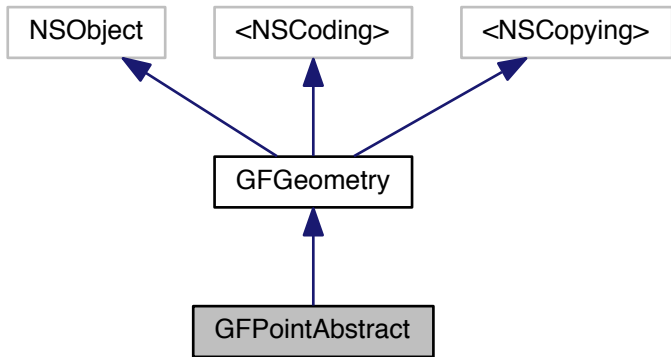 NSObject
<NSCoding>
<NSCopying>
GFGeometry
GFPointAbstract